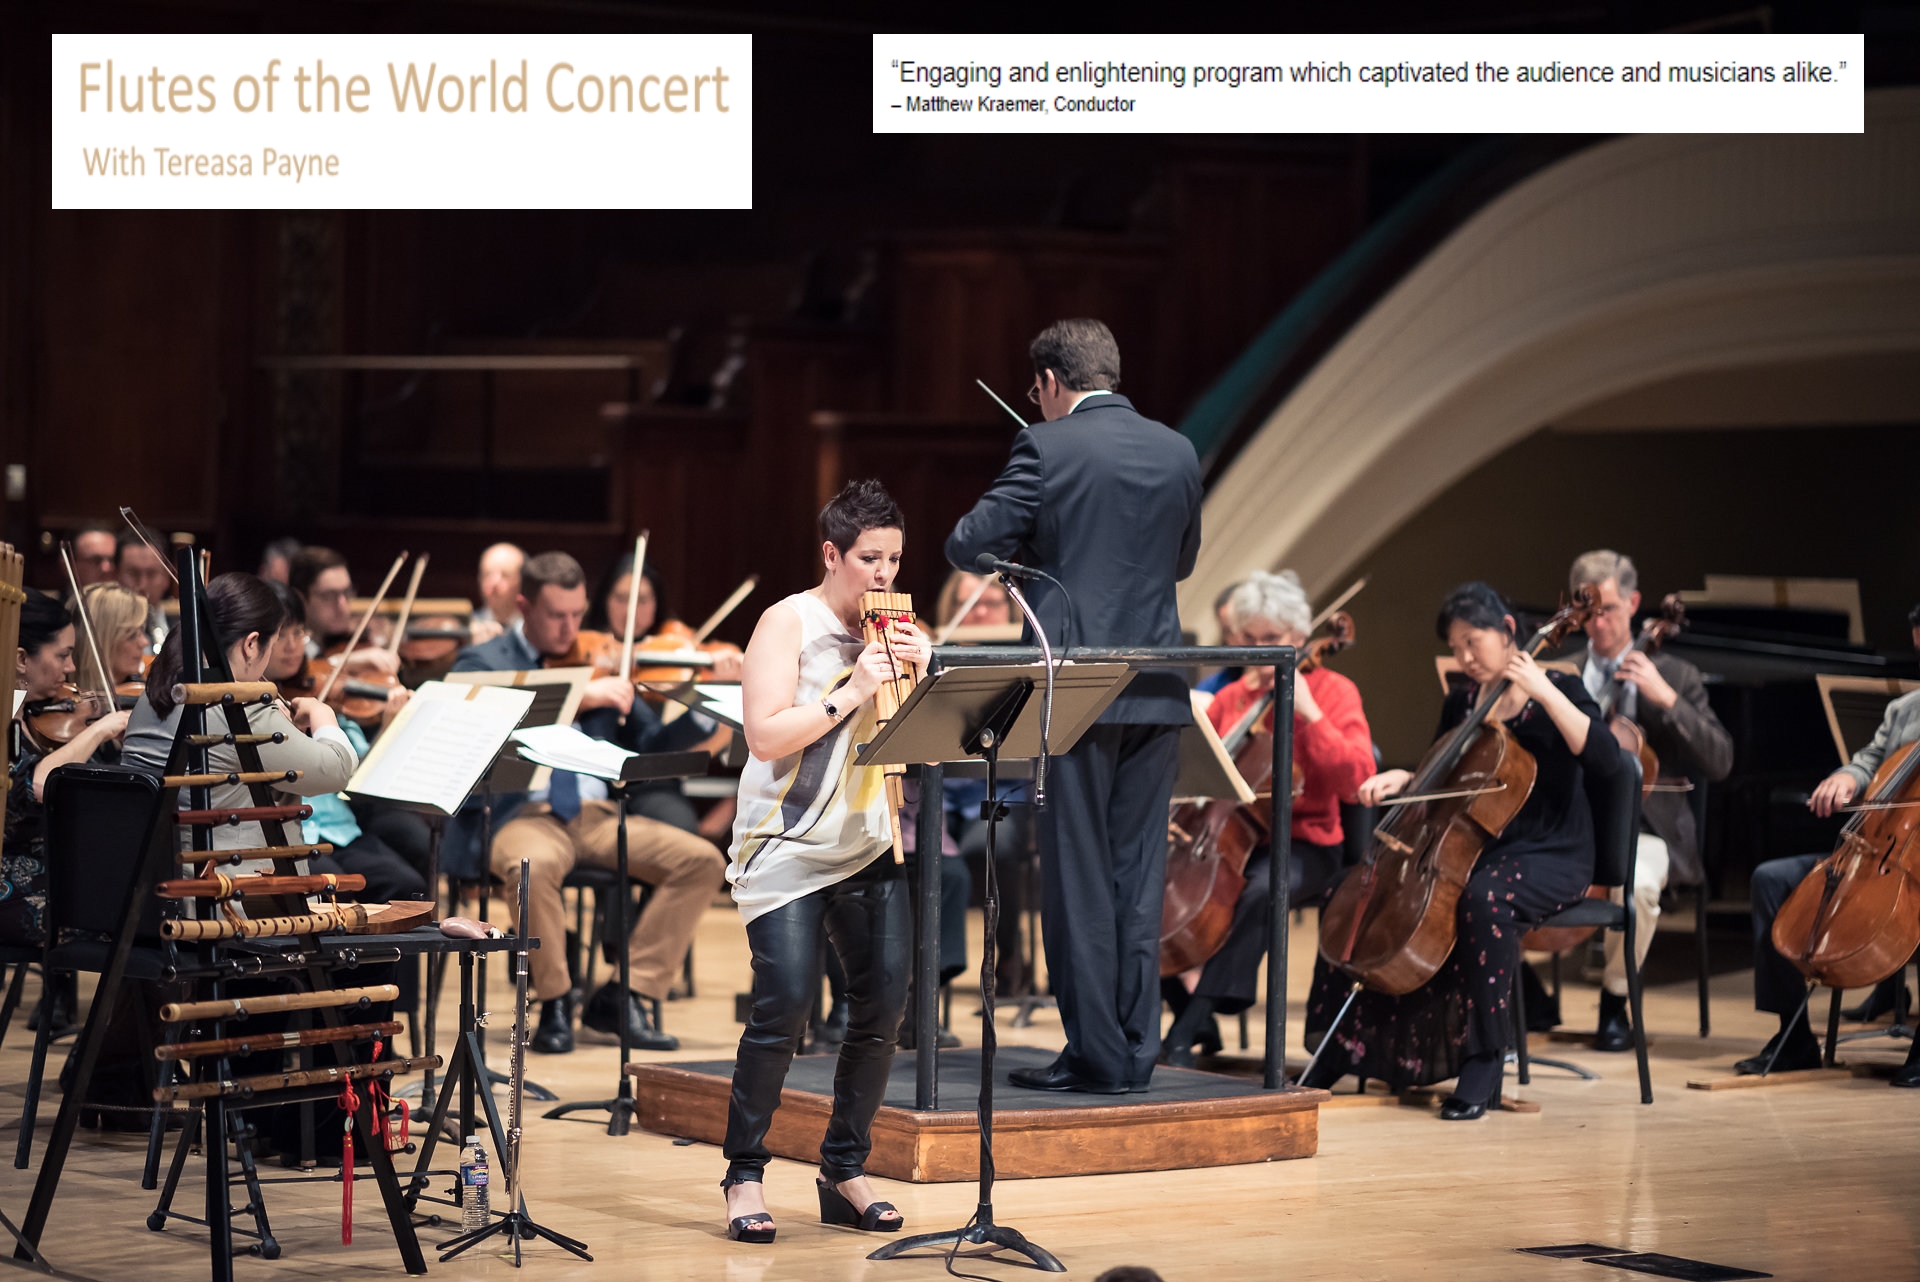 Flutes of the World Concert
With Tereasa Payne
“Engaging and enlightening program which captivated the audience and musicians alike.”
– Matthew Kraemer, Conductor